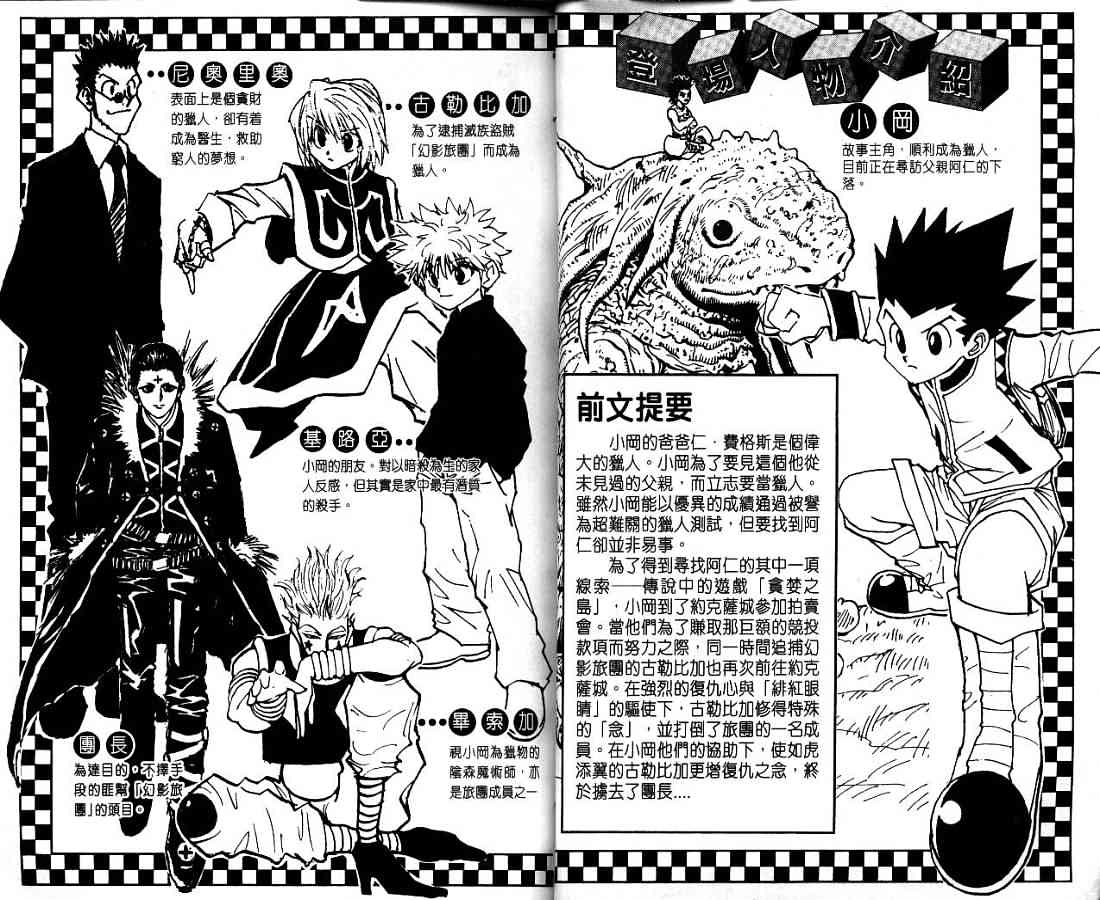 登場人物介紹
小岡
故事主角，順利成為獵人，
目前正在尋訪父親阿仁的下
落。
前文提要
小岡的爸爸仁．費格斯是個偉
大的獵人。小岡為了要見這個他從
未見過的父親，而立志要當獵人。
雖然小岡能以優異的成績通過被譽
為超難關的獵人測試，但要找到阿
仁卻並非易事。
為了得到尋找阿仁的其中一項
線索──傳說中的遊戲「貪婪之
島」，小岡到了約克薩城參加拍賣
會。當他們為了賺取那巨額的競投
款項而努力之際，同一時間追捕幻
影旅團的古勒比加也再次前往約克
薩城。在強烈的復仇心與「緋紅眼
睛」的驅使下，古勒比加修得特殊
的「念」，並打倒了旅團的一名成
員。在小岡他們的協助下，使如虎
添翼的古勒比加更增復仇之念，終
於擄去了團長....
古勒比加
為了逮捕滅族盜賊
「幻影旅團」而成為
獵人。
尼奧里奧
表面上是個貪財
的獵人，卻有着
成為醫生，救助
窮人的夢想。
基路亞
小岡的朋友。對以暗殺為生的家
人反感，但其實是家中最有潛質
的殺手。
畢索加
視小岡為獵物的
陰森魔術師，亦
是旅團成員之一
團長
為達目的，不擇手
段的匪幫「幻影旅
團」的頭目。